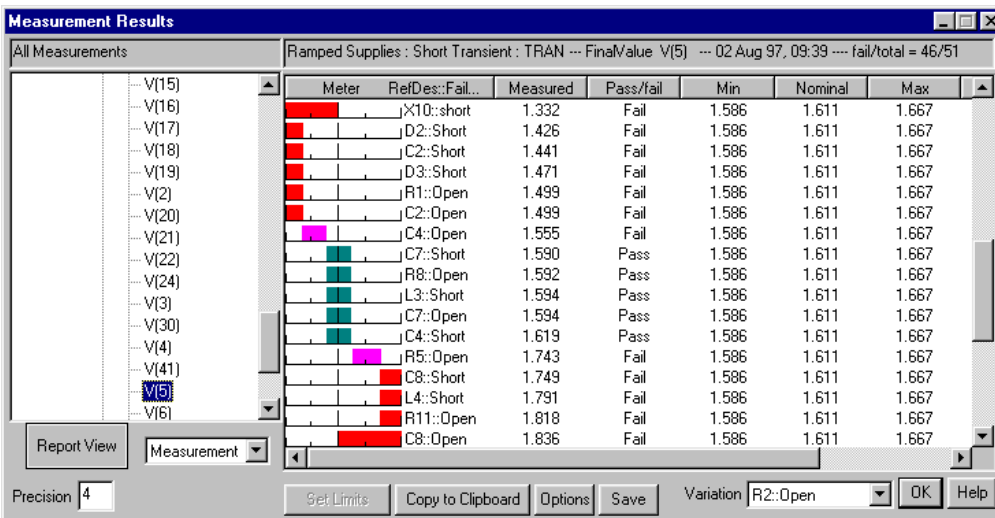 Measurement Results
All Measurements
Ramped Supplies : Short Transient : TRAN --- FinalValue V(5) --- 02 Aug 97, 09:39 ---- fail/total = 46/51
V(15)
V(16)
V(17)
V(18)
V(19)
V(2)
V(20)
V(21)
V(22)
V(24)
V(3)
V(30)
V(4)
V(41)
V(5)
V(6)
Meter RefDes::Fail... Measured Pass/fail Min Nominal Max
X10::short 1.332 Fail 1.586 1.611 1.667
D2::Short 1.426 Fail 1.586 1.611 1.667
C2::Short 1.441 Fail 1.586 1.611 1.667
D3::Short 1.471 Fail 1.586 1.611 1.667
R1::Open 1.499 Fail 1.586 1.611 1.667
C2::Open 1.499 Fail 1.586 1.611 1.667
C4::Open 1.555 Fail 1.586 1.611 1.667
C7::Short 1.590 Pass 1.586 1.611 1.667
R8::Open 1.592 Pass 1.586 1.611 1.667
L3::Short 1.594 Pass 1.586 1.611 1.667
C7::Open 1.594 Pass 1.586 1.611 1.667
C4::Short 1.619 Pass 1.586 1.611 1.667
R5::Open 1.743 Fail 1.586 1.611 1.667
C8::Short 1.749 Fail 1.586 1.611 1.667
L4::Short 1.791 Fail 1.586 1.611 1.667
R11::Open 1.818 Fail 1.586 1.611 1.667
C8::Open 1.836 Fail 1.586 1.611 1.667
Report View
Measurement
Precision 4
Set Limits
Copy to Clipboard
Options
Save
Variation R2::Open
OK
Help